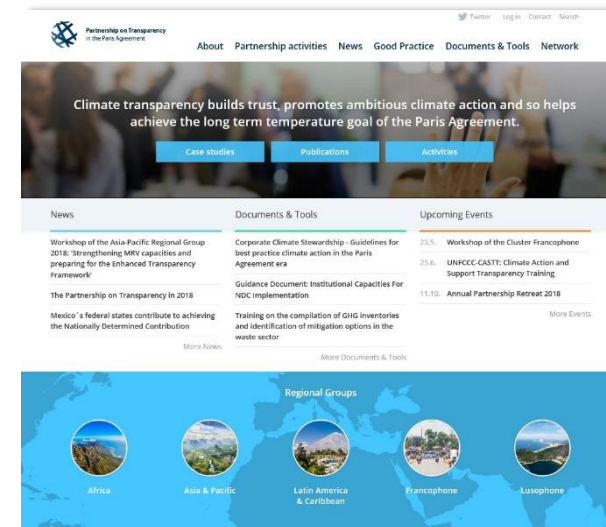 Twitter Log in Contact Search
Partnership on Transparency
in the Paris Agreement
About Partnership activities News Good Practice Documents & Tools Network
Climate transparency builds trust, promotes ambitious climate action and so helps
achieve the long term temperature goal of the Paris Agreement.
Case studies Publications Activities
News
Workshop of the Asia-Pacific Regional Group
2018: 'Strengthening MRV capacities and
preparing for the Enhanced Transparency
Framework'
The Partnership on Transparency in 2018
Mexico´s federal states contribute to achieving
the Nationally Determined Contribution
More News
Documents & Tools
Corporate Climate Stewardship - Guidelines for
best practice climate action in the Paris
Agreement era
Guidance Document: Institutional Capacities For
NDC Implementation
Training on the compilation of GHG inventories
and identification of mitigation options in the
waste sector
More Documents & Tools
Upcoming Events
23.5. Workshop of the Cluster Francophone
25.6. UNFCCC-CASTT: Climate Action and
Support Transparency Training
11.10. Annual Partnership Retreat 2018
More Events
Regional Groups
Africa
Asia & Pacific
Latin America
& Caribbean
Francophone
Lusophone